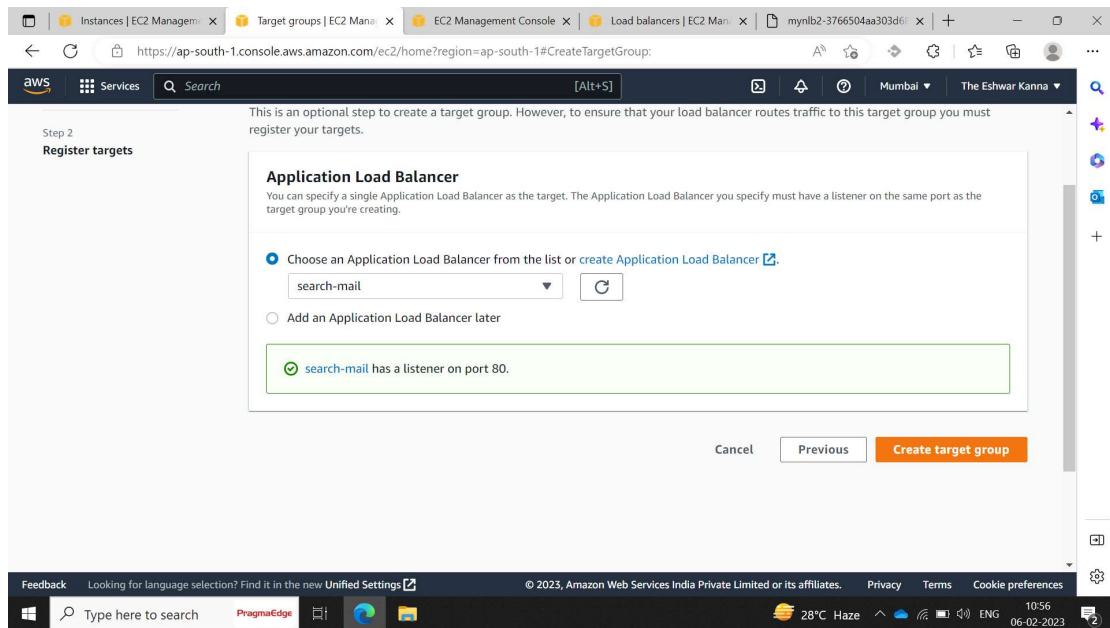 Instances | EC2 Manageme
Target groups | EC2 Mana
EC2 Management Console
Load balancers | EC2 Man
mynlb2-3766504aa303d6
https://ap-south-1.console.aws.amazon.com/ec2/home?region=ap-south-1#CreateTargetGroup:
aws
Services
Search
[Alt+S]
Mumbai
The Eshwar Kanna
Step 2
Register targets
This is an optional step to create a target group. However, to ensure that your load balancer routes traffic to this target group you must
register your targets.
Application Load Balancer
You can specify a single Application Load Balancer as the target. The Application Load Balancer you specify must have a listener on the same port as the
target group you're creating.
Choose an Application Load Balancer from the list or create Application Load Balancer.
search-mail
Add an Application Load Balancer later
search-mail has a listener on port 80.
Cancel
Previous
Create target group
Feedback
Looking for language selection? Find it in the new Unified Settings
© 2023, Amazon Web Services India Private Limited or its affiliates.
Privacy
Terms
Cookie preferences
Type here to search
PragmaEdge
28°C Haze
ENG
10:56
06-02-2023
2